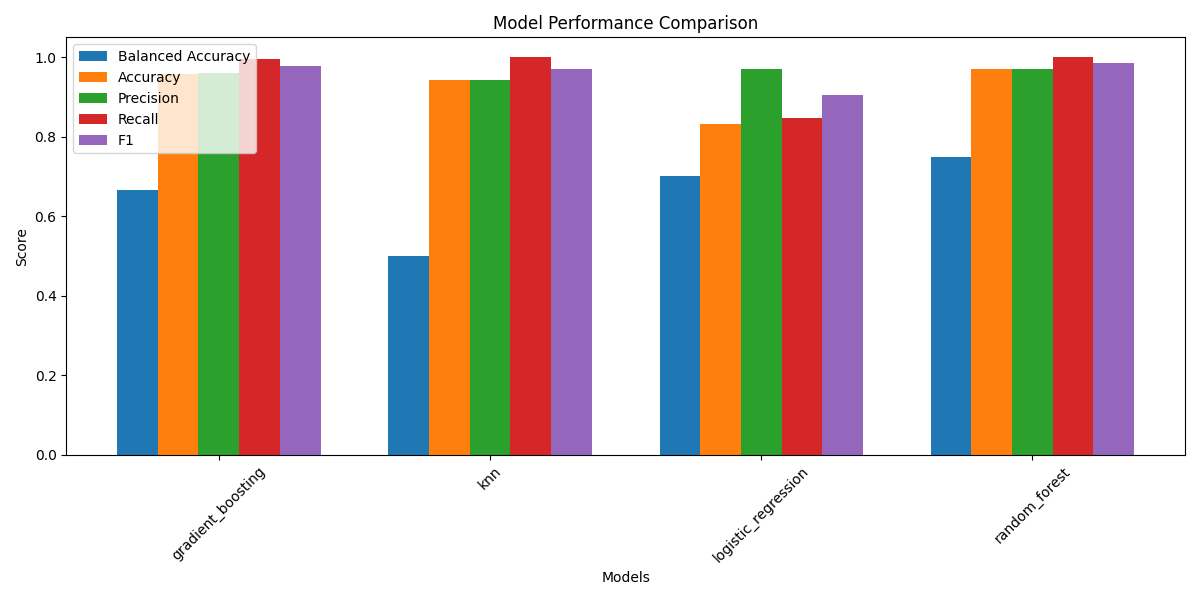 Model Performance Comparison
Balanced Accuracy
Accuracy
Precision
Recall
F1
Score
1.0
0.8
0.6
0.4
0.2
0.0
gradient_boosting
knn
logistic_regression
random_forest
Models